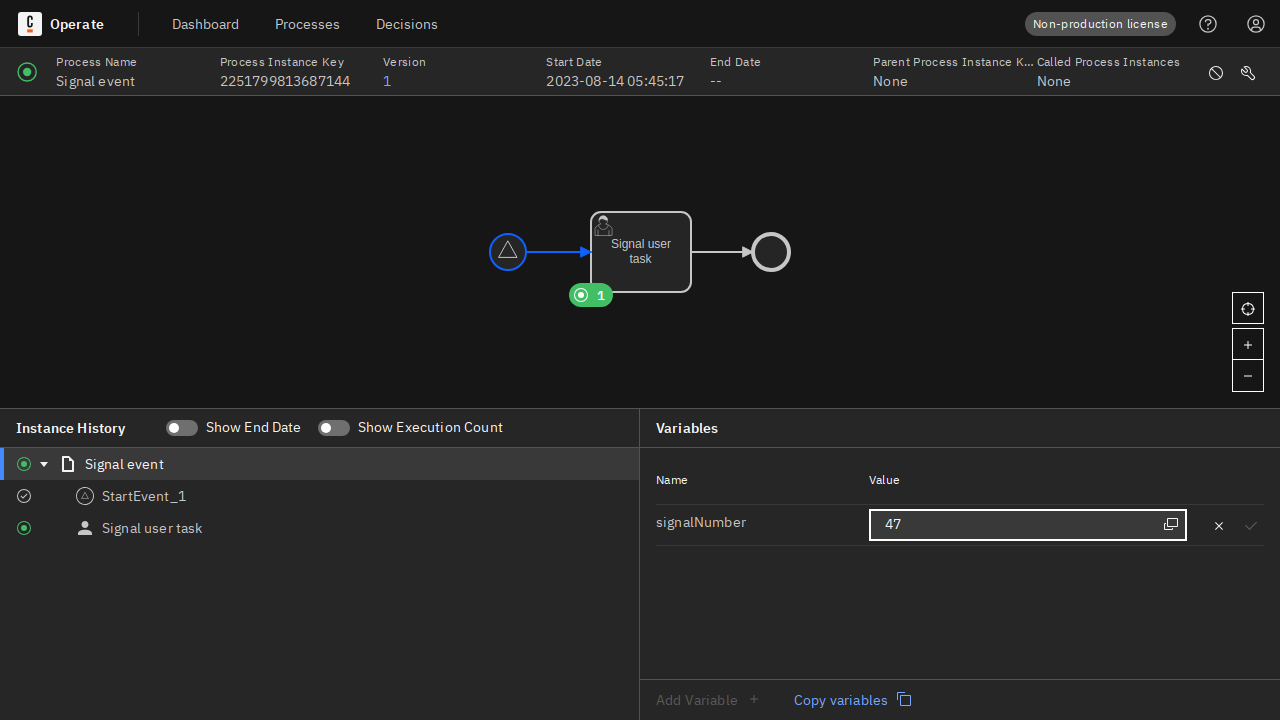 Operate
Dashboard
Processes
Decisions
Non-production license
Process Name
Signal event
Process Instance Key
2251799813687144
Version
1
Start Date
2023-08-14 05:45:17
End Date
--
Parent Process Instance K...
None
Called Process Instances
None
Signal user
task
1
Instance History
Show End Date
Show Execution Count
Signal event
StartEvent_1
Signal user task
Variables
Name
Value
signalNumber
47
Add Variable
Copy variables